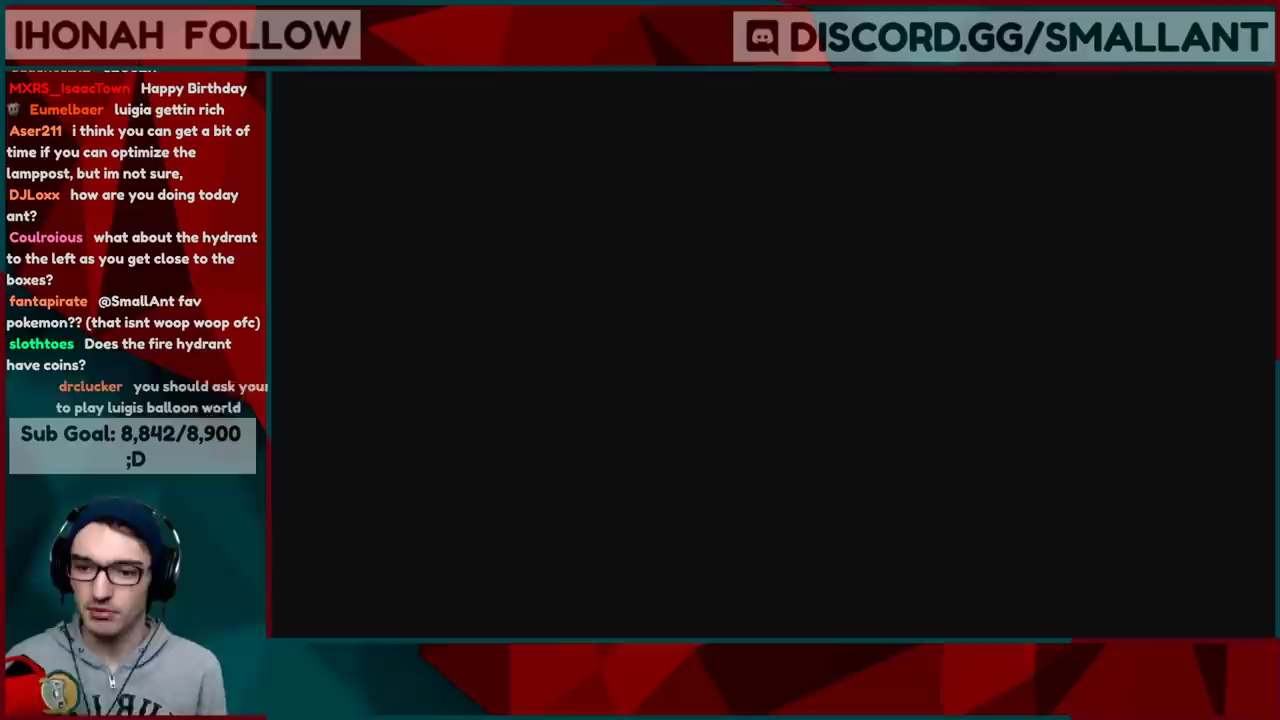 IHONAH FOLLOW
DISCORD.GG/SMALLANT
MXRS_IsaacTown Happy Birthday
Eumelbaer luigia gettin rich
Aser211 i think you can get a bit of
time if you can optimize the
lamppost, but im not sure,
DJLoxx how are you doing today
ant?
Coulroious what about the hydrant
to the left as you get close to the
boxes?
fantapirate @SmallAnt fav
pokemon?? (that isnt woop woop ofc)
slothtoes Does the fire hydrant
have coins?
drclucker you should ask your
to play luigis balloon world
Sub Goal: 8,842/8,900
;D